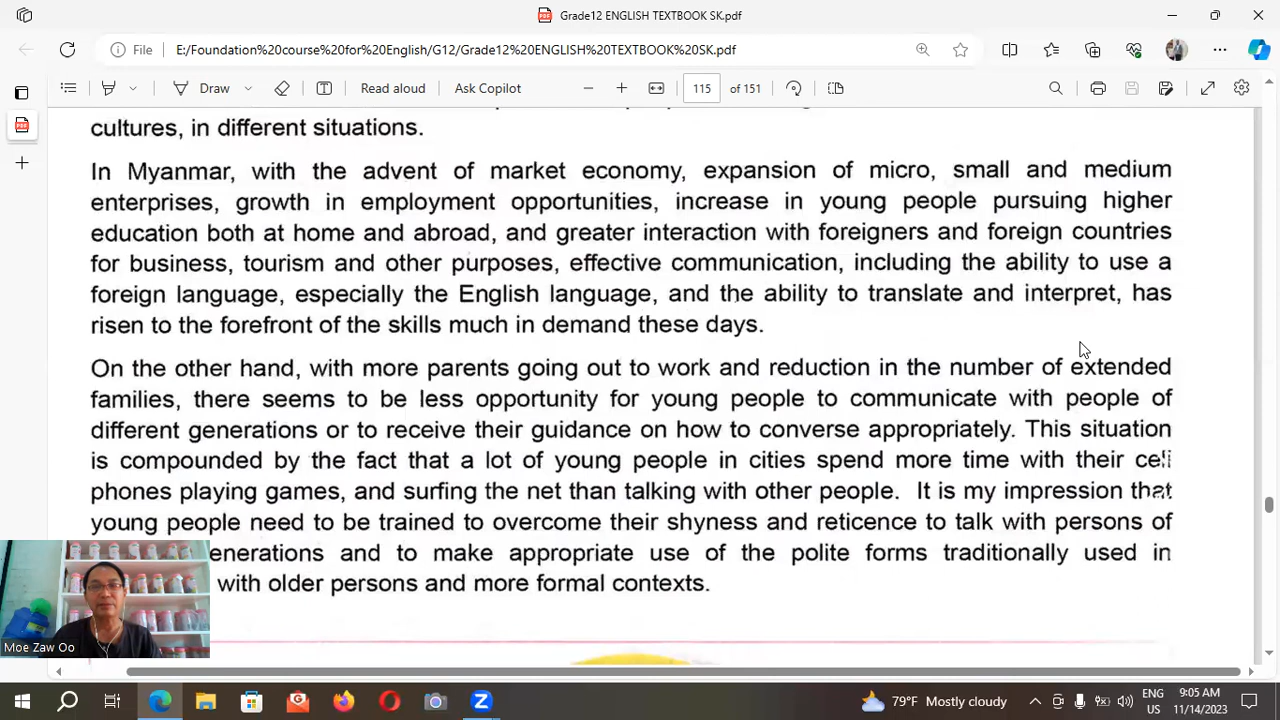 Grade12 ENGLISH TEXTBOOK SK.pdf
File
E:/Foundation%20course%20for%20English/G12/Grade12%20ENGLISH%20TEXTBOOK%20SK.pdf
Draw
Read aloud
Ask Copilot
115 of 151
cultures, in different situations.
In Myanmar, with the advent of market economy, expansion of micro, small and medium
enterprises, growth in employment opportunities, increase in young people pursuing higher
education both at home and abroad, and greater interaction with foreigners and foreign countries
for business, tourism and other purposes, effective communication, including the ability to use a
foreign language, especially the English language, and the ability to translate and interpret, has
risen to the forefront of the skills much in demand these days.
On the other hand, with more parents going out to work and reduction in the number of extended
families, there seems to be less opportunity for young people to communicate with people of
different generations or to receive their guidance on how to converse appropriately. This situation
is compounded by the fact that a lot of young people in cities spend more time with their cell
phones playing games, and surfing the net than talking with other people. It is my impression that
young people need to be trained to overcome their shyness and reticence to talk with persons of
enerations and to make appropriate use of the polite forms traditionally used in
with older persons and more formal contexts.
Moe Zaw Oo
79°F Mostly cloudy
ENG
US
9:05 AM
11/14/2023